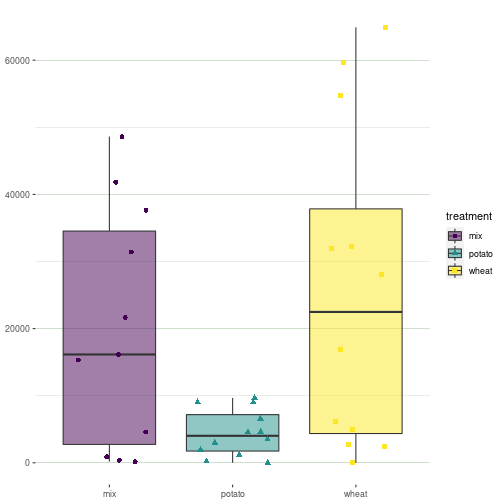 60000
40000
20000
0
mix potato wheat
treatment
mix
potato
wheat